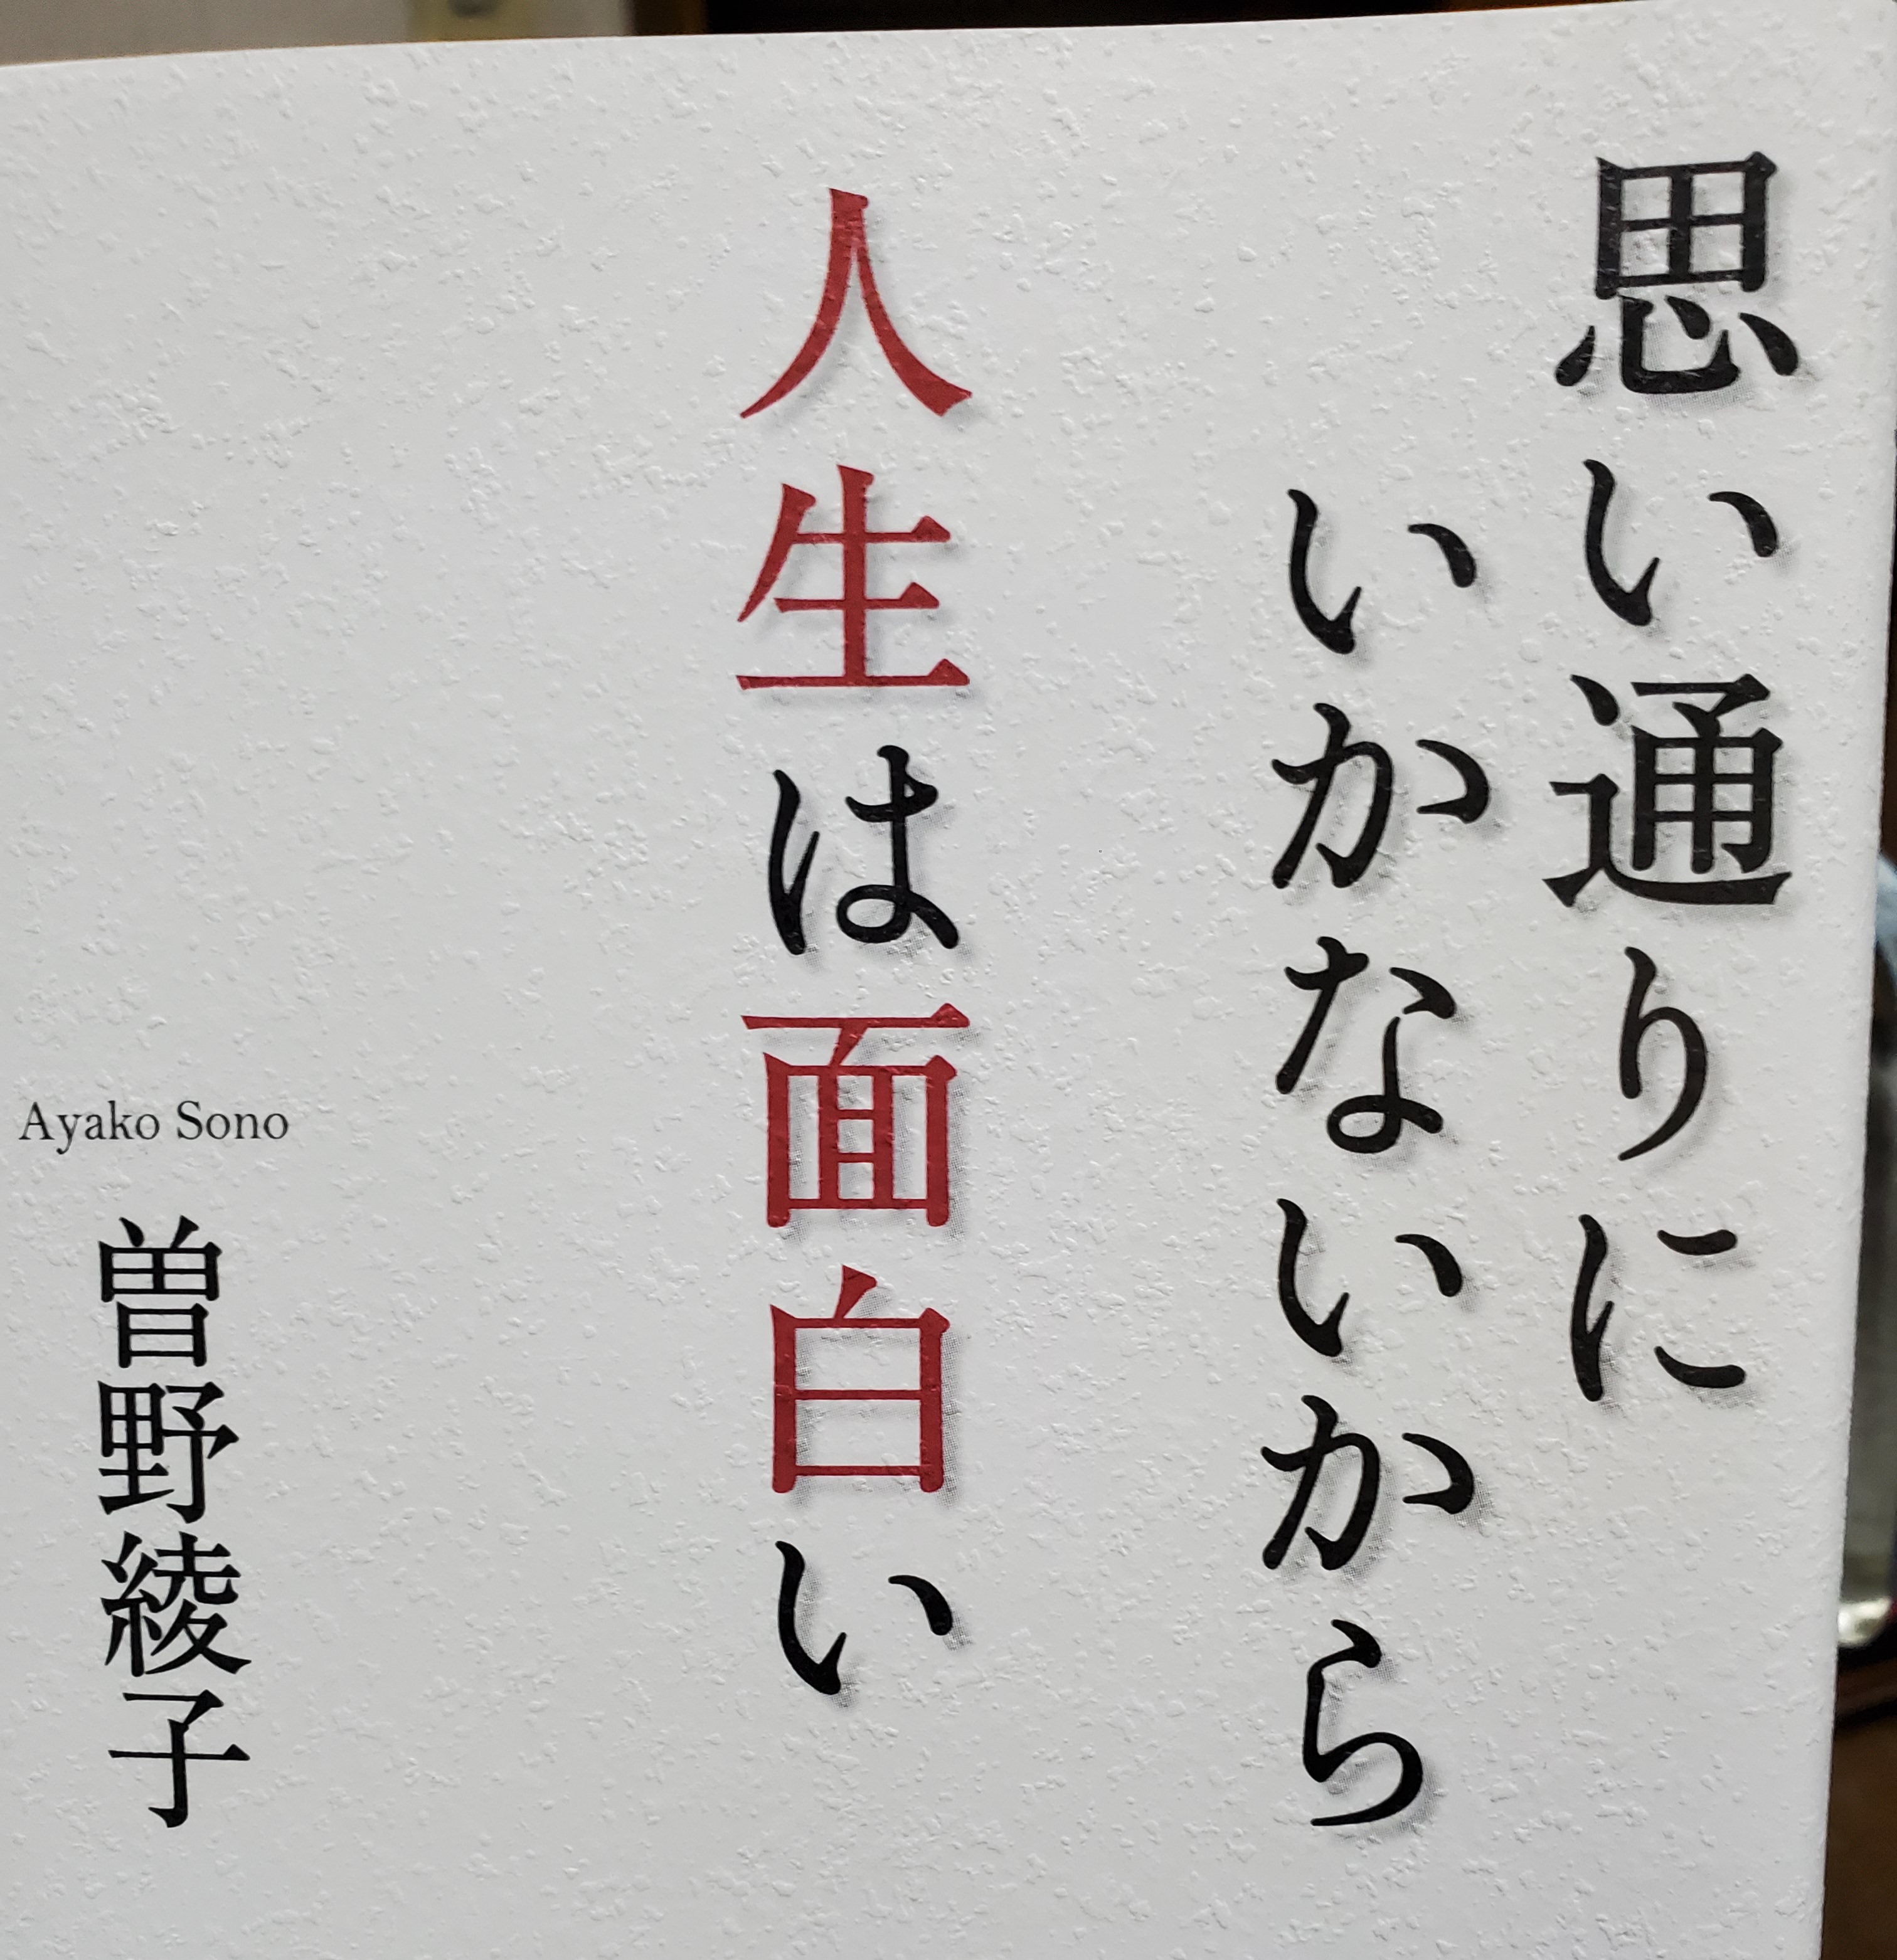 思い通りに
いかないから
人生は面白い
Ayako Sono
曽野綾子